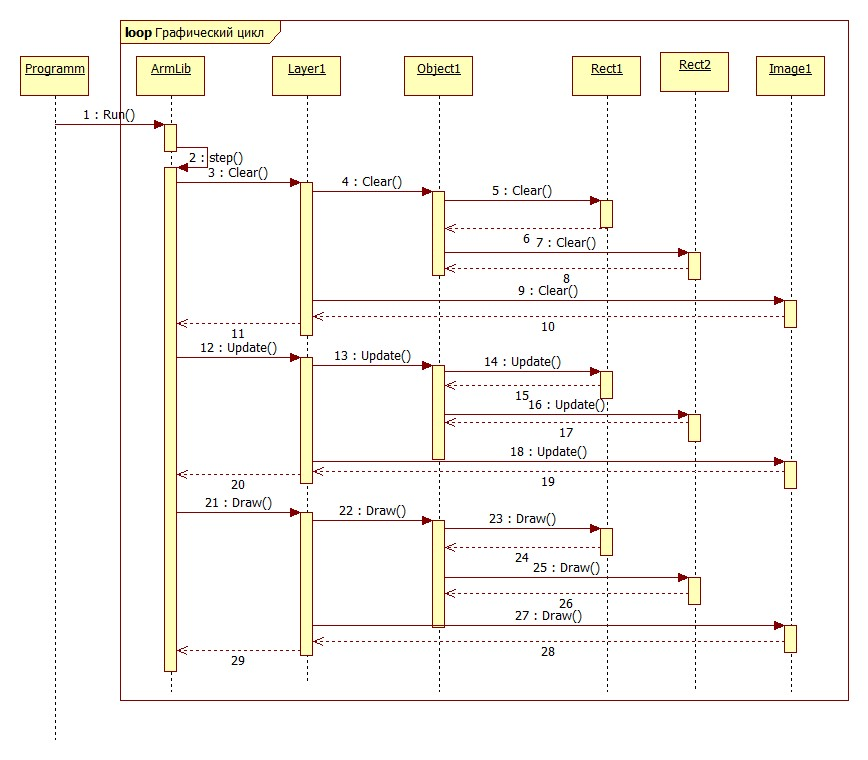 loop Графический цикл
Programm
ArmLib
Layer1
Object1
Rect1
Rect2
Image1
1 : Run()
2 : step()
3 : Clear()
4 : Clear()
5 : Clear()
6
7 : Clear()
8
9 : Clear()
10
11
12 : Update()
13 : Update()
14 : Update()
15
16 : Update()
17
18 : Update()
19
20
21 : Draw()
22 : Draw()
23 : Draw()
24
25 : Draw()
26
27 : Draw()
28
29